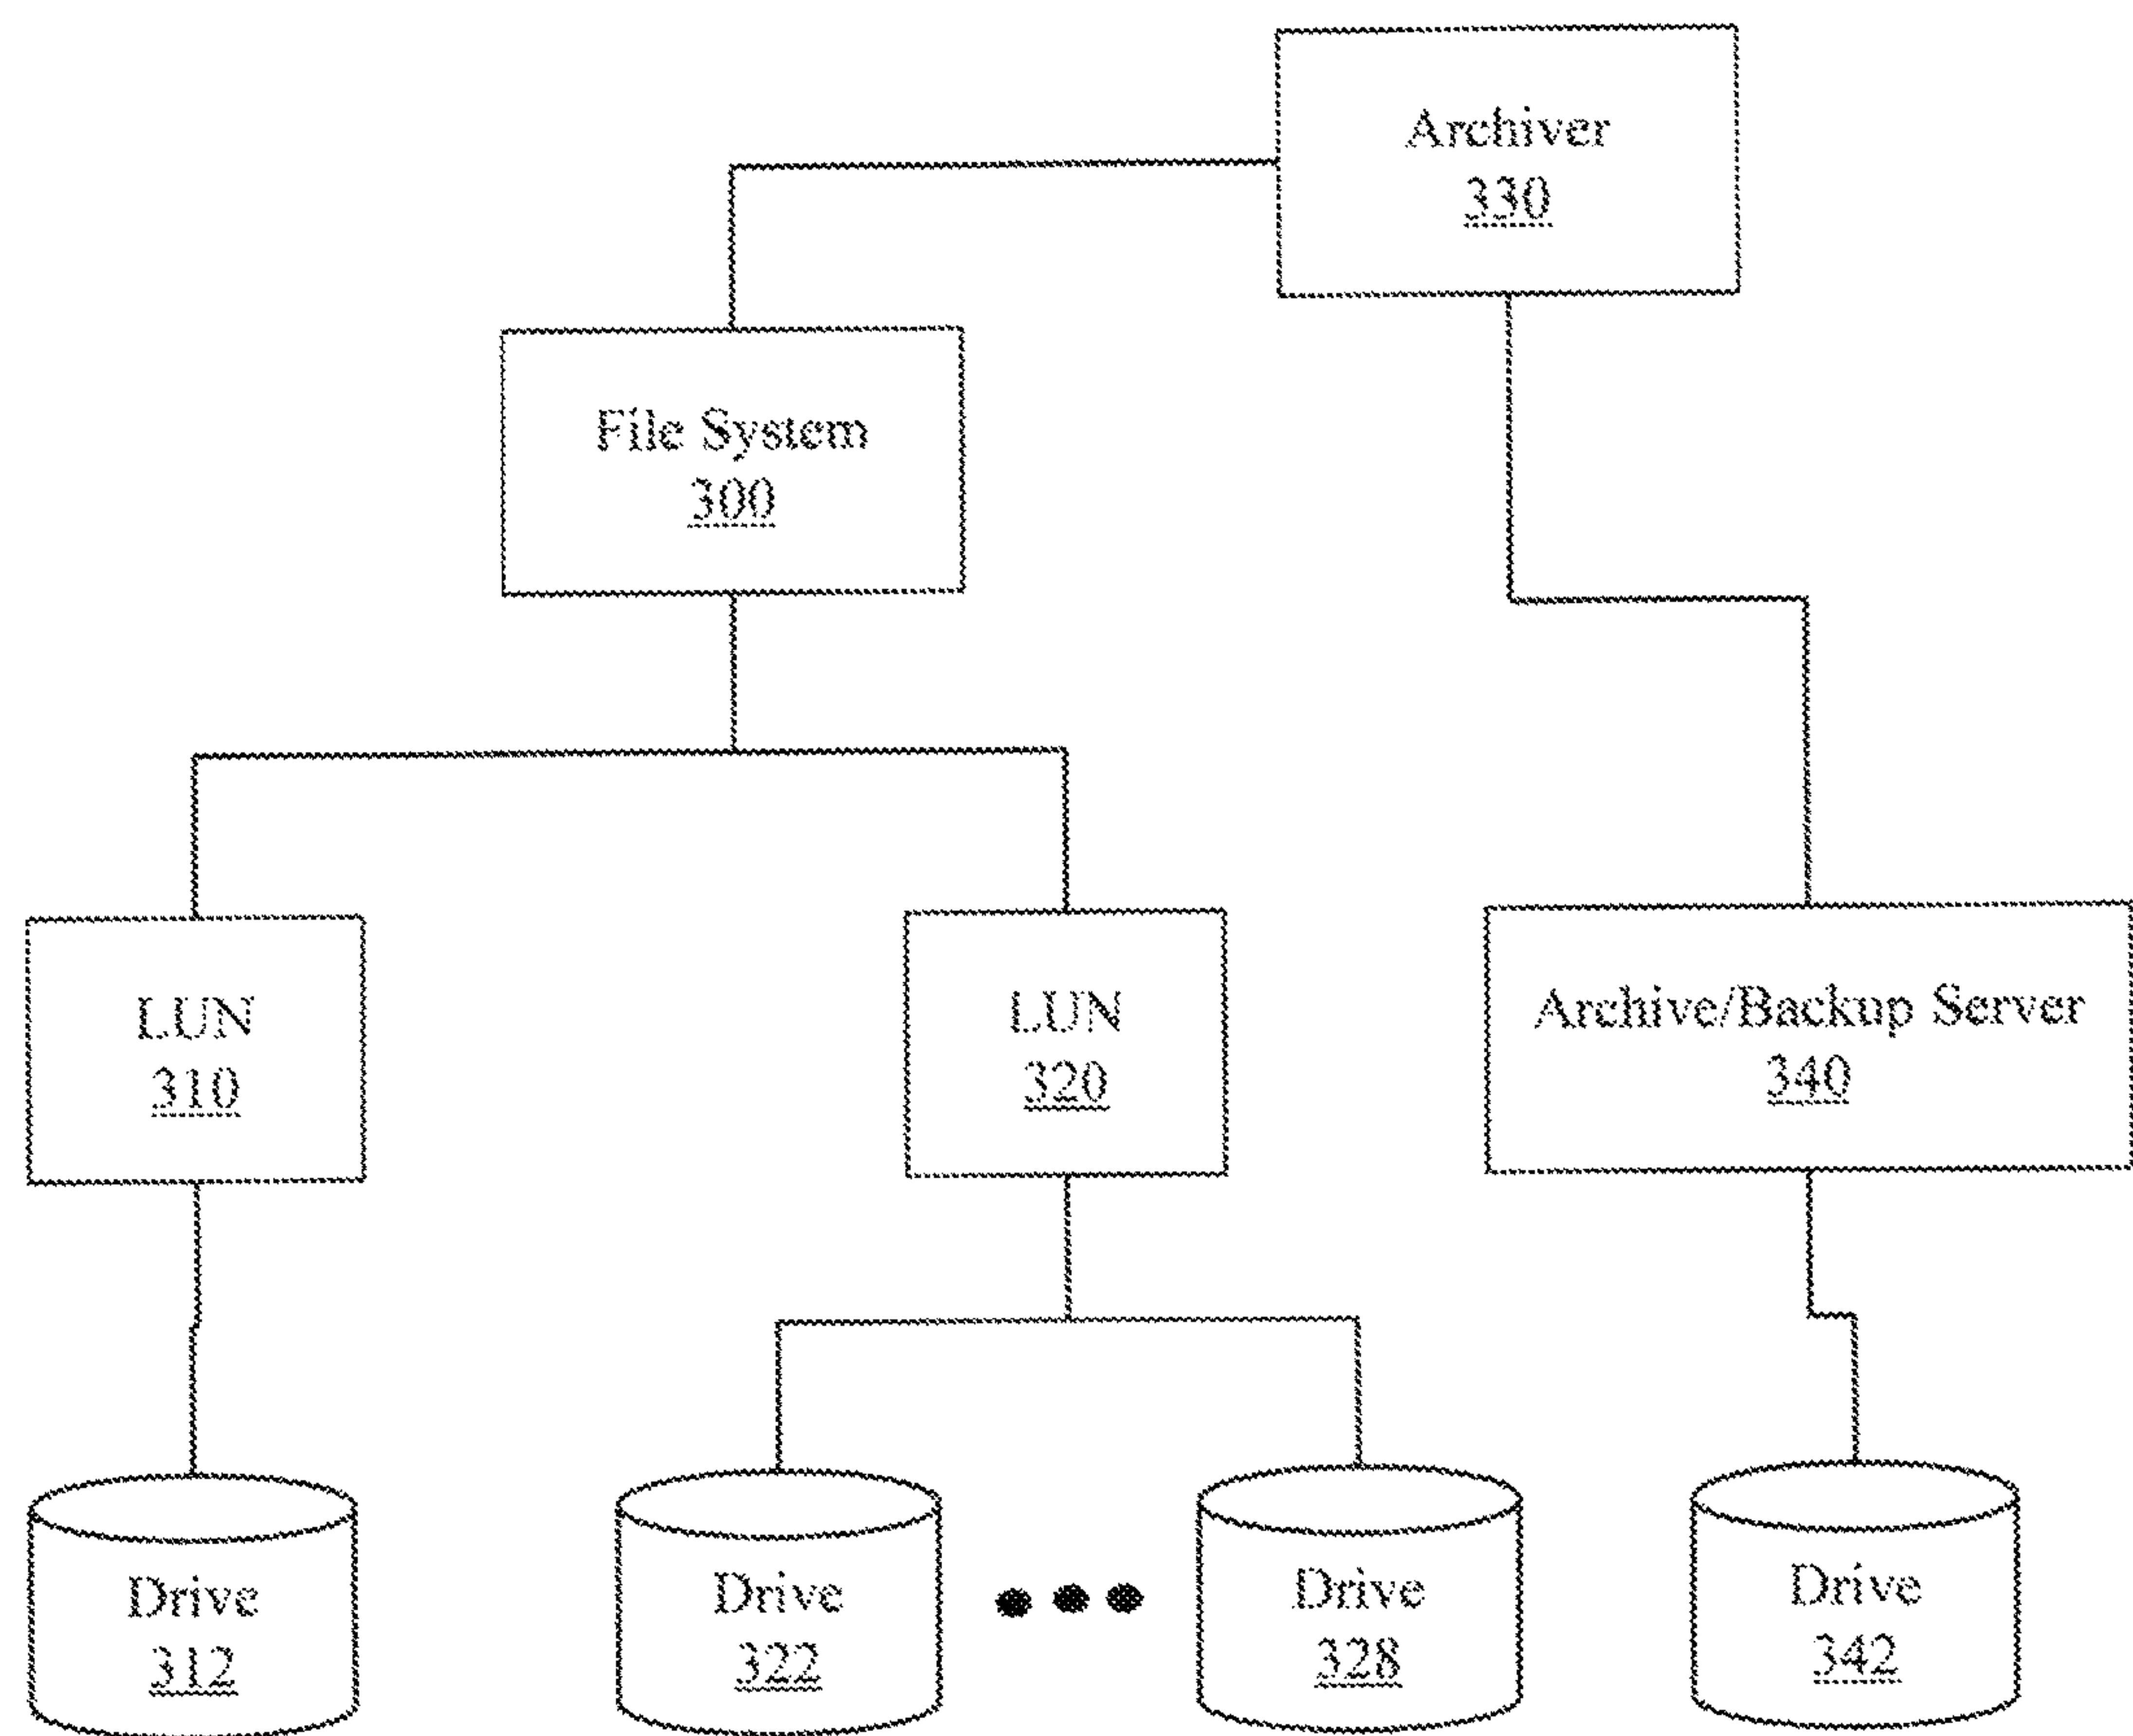 Archiver
330
File System
300
LUN
310
LUN
320
Archive/Backup Server
340
Drive
312
Drive
322
Drive
328
Drive
342